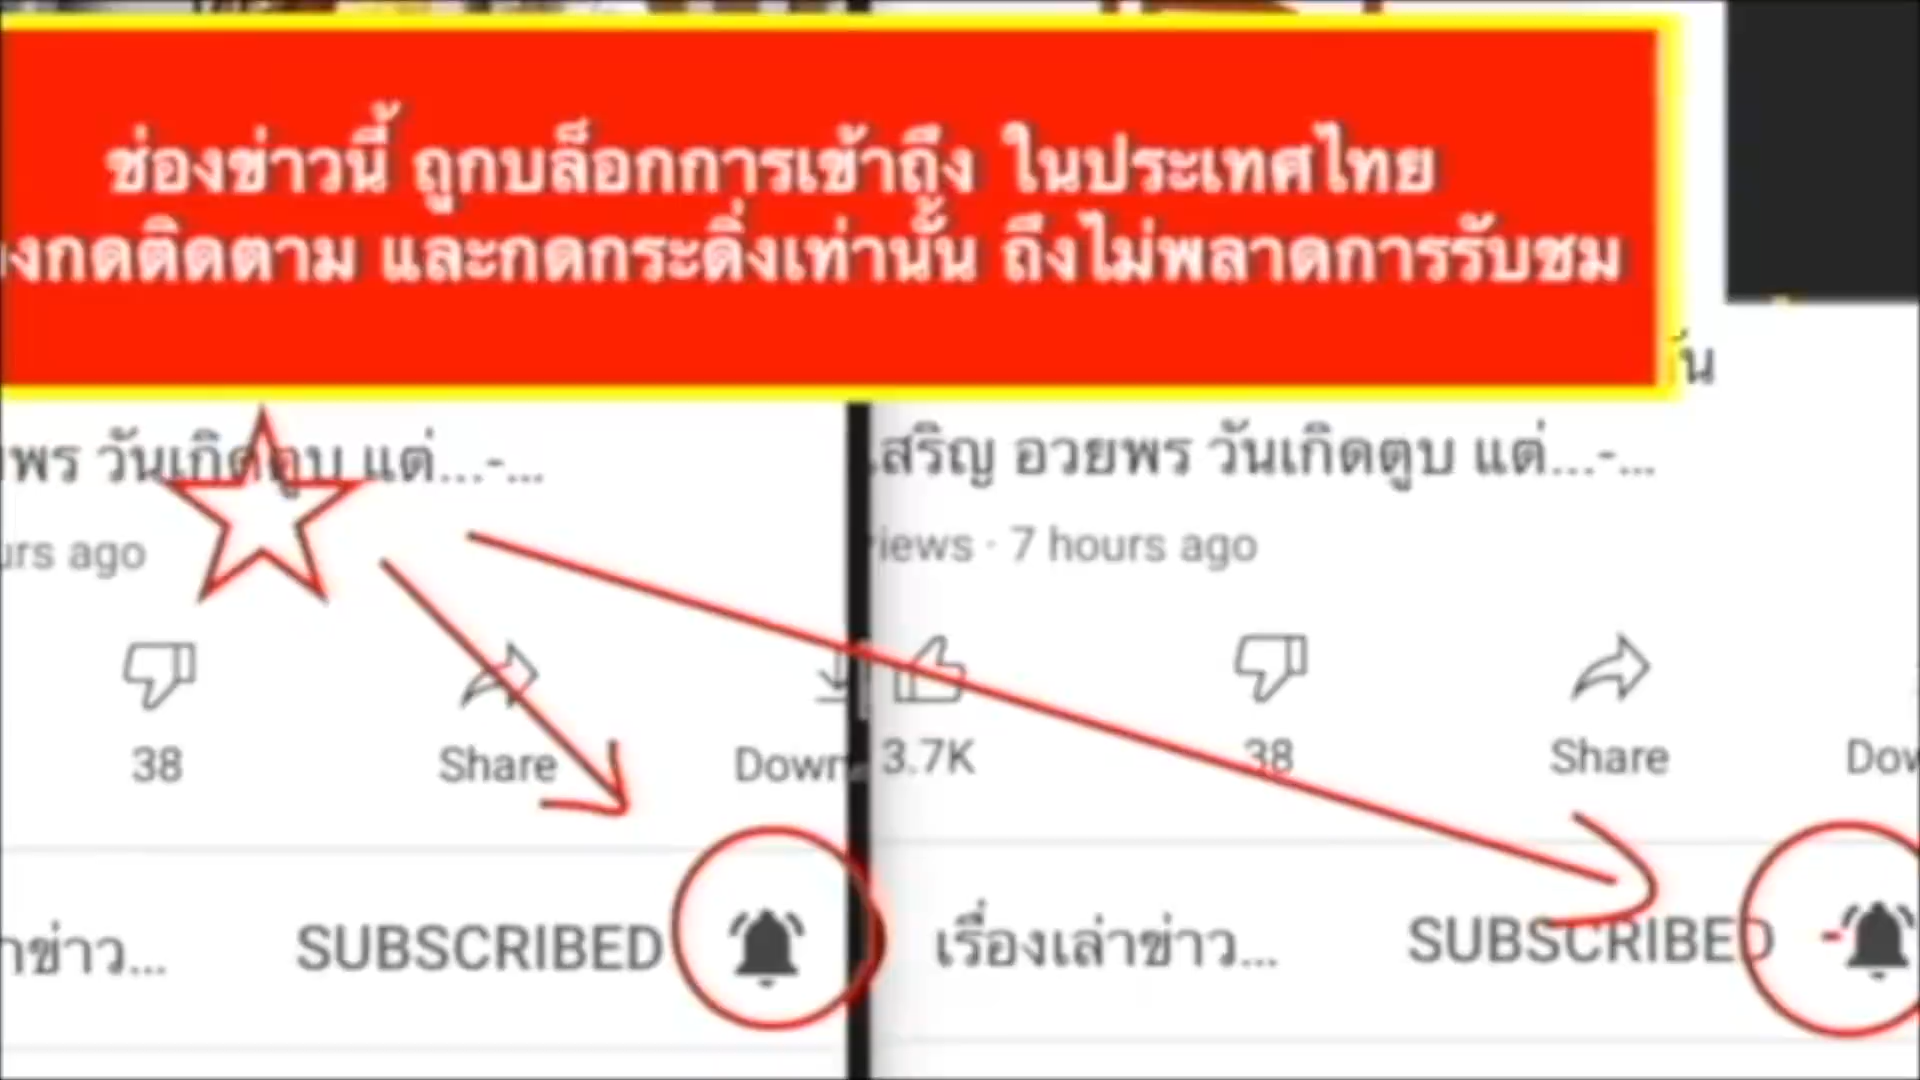 ช่องข่าวนี้ ถูกบล็อกการเข้าถึง ในประเทศไทย
งกดติดตาม และกดกระดิ่งเท่านั้น ถึงไม่พลาดการรับชม
ัน
พร วันเกิดตูบ แต่...-...
เสริญ อวยพร วันเกิดตูบ แต่...-...
urs ago
iews · 7 hours ago
38 Share Down
3.7K 38 Share Dow
าข่าว... SUBSCRIBED
เรื่องเล่าข่าว... SUBSCRIBED